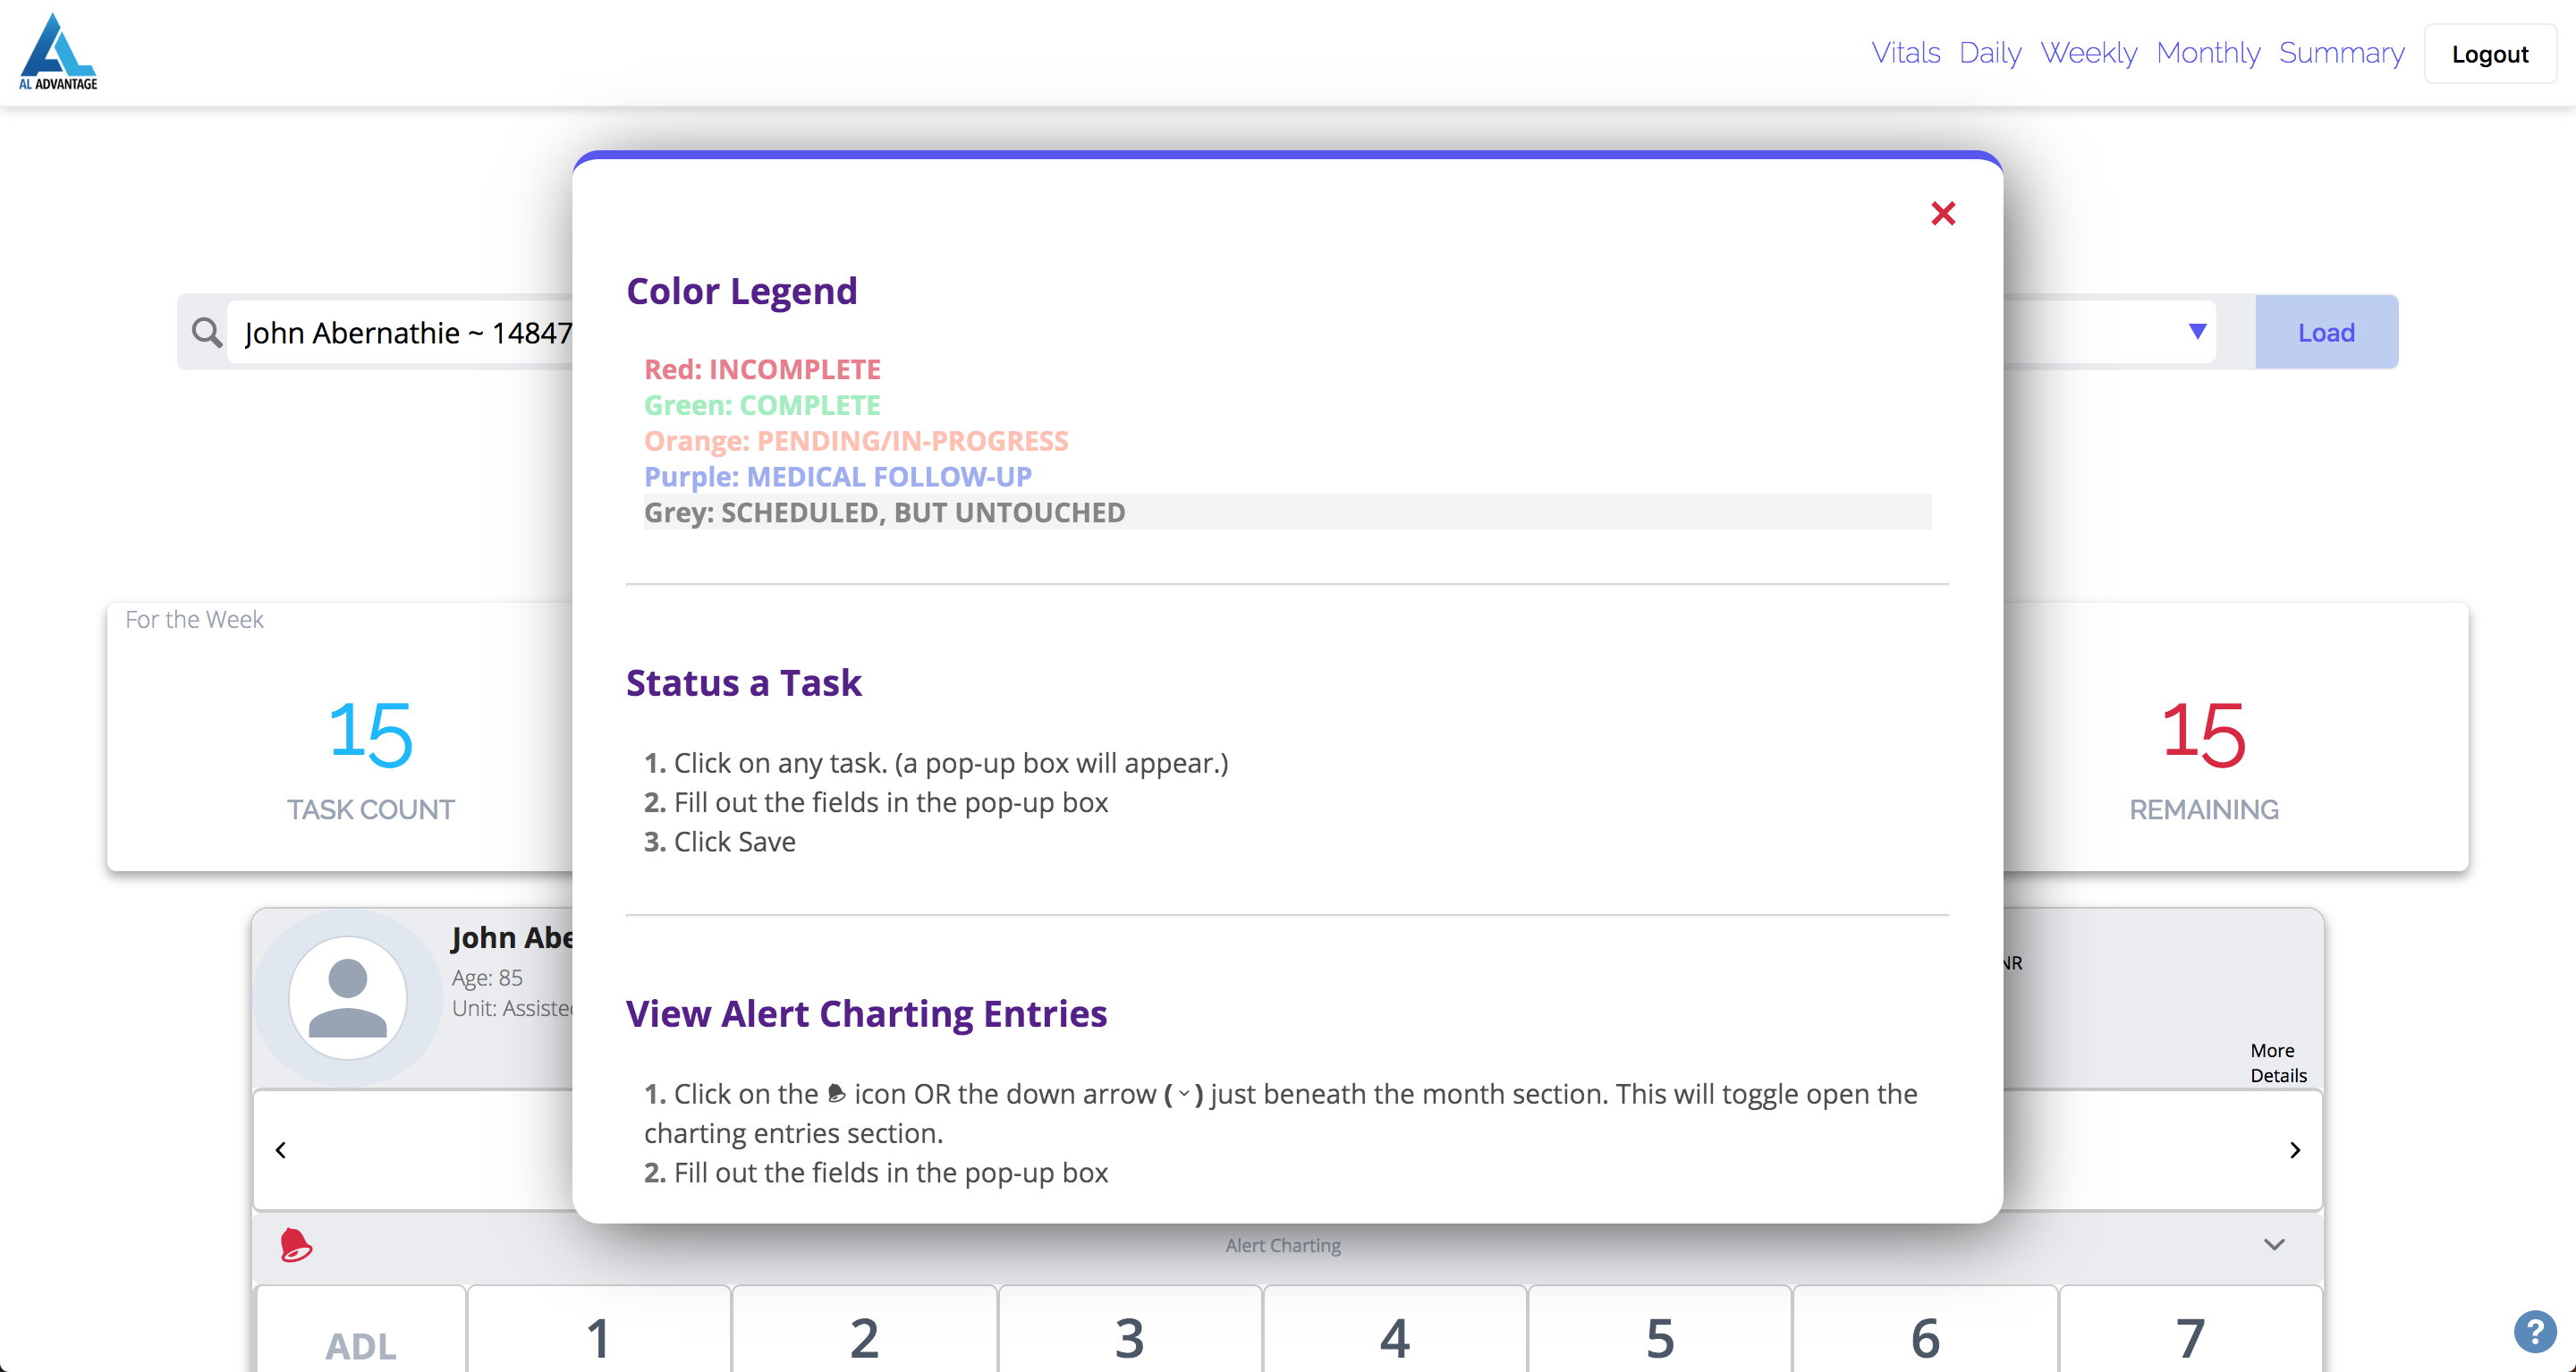 AL ADVANTAGE
Vitals Daily Weekly Monthly Summary Logout
Color Legend
John Abernathie ~ 14847
Load
Red: INCOMPLETE
Green: COMPLETE
Orange: PENDING/IN-PROGRESS
Purple: MEDICAL FOLLOW-UP
Grey: SCHEDULED, BUT UNTOUCHED
For the Week
15
TASK COUNT
15
REMAINING
Status a Task
1. Click on any task. (a pop-up box will appear.)
2. Fill out the fields in the pop-up box
3. Click Save
John Abe
Age: 85
Unit: Assisted
NR
More
Details
View Alert Charting Entries
1. Click on the icon OR the down arrow ( ⌄ ) just beneath the month section. This will toggle open the
charting entries section.
2. Fill out the fields in the pop-up box
Alert Charting
ADL 1 2 3 4 5 6 7
?